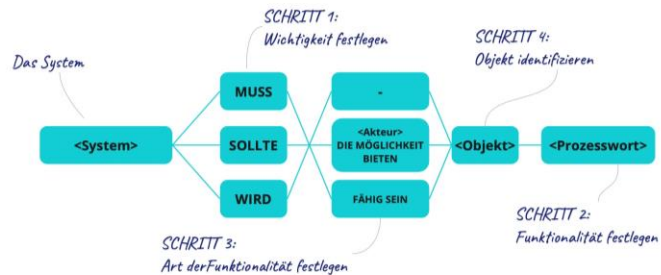 SCHRITT 1:
Wichtigkeit festlegen
SCHRITT 4:
Objekt identifizieren
Das System
MUSS
-
<System>
SOLLTE
<Akteur>
DIE MÖGLICHKEIT
BIETEN
<Objekt>
<Prozesswort>
WIRD
FÄHIG SEIN
SCHRITT 2:
Funktionalität festlegen
SCHRITT 3:
Art derFunktionalität festlegen